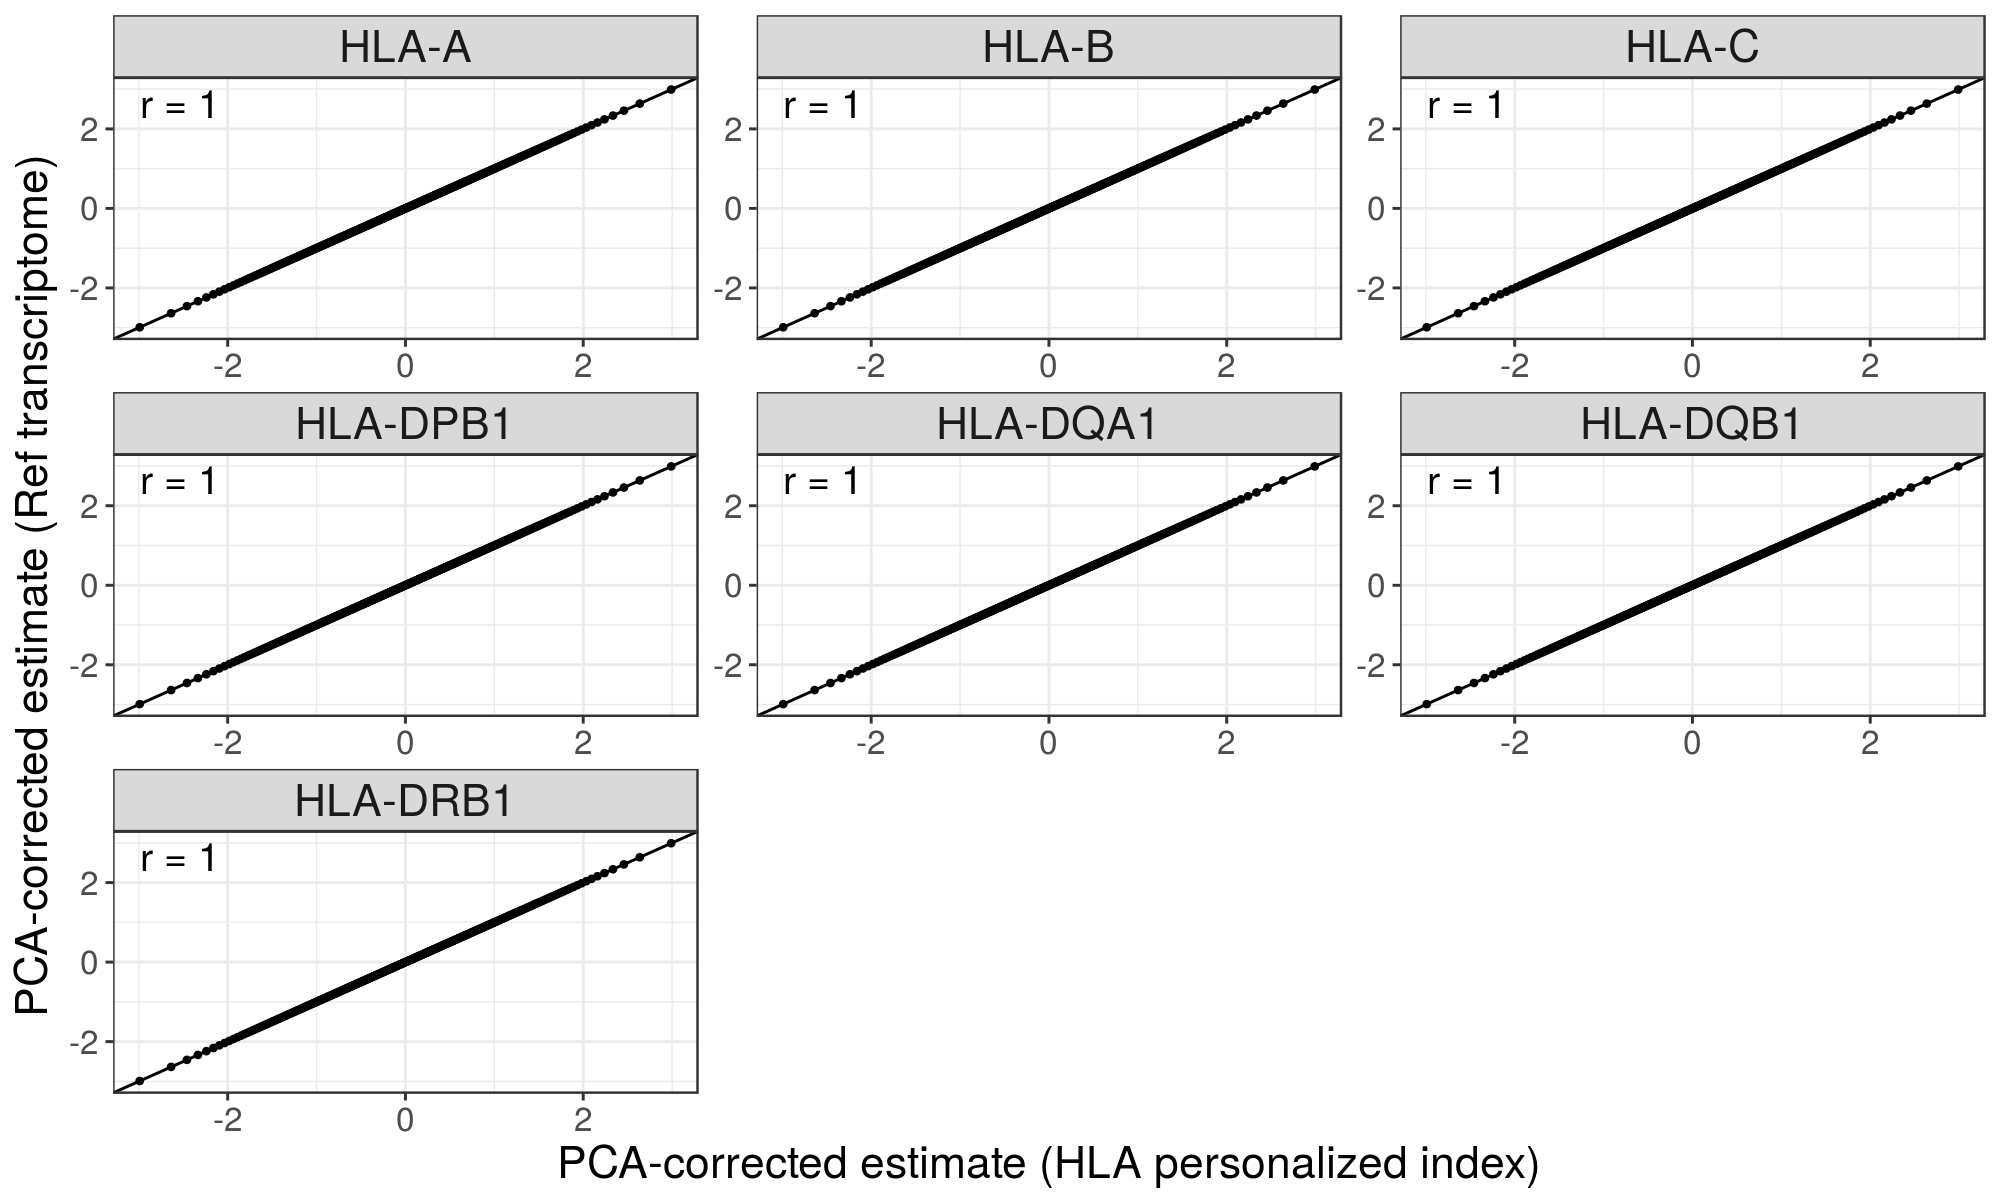 HLA-A
HLA-B
HLA-C
r = 1
r = 1
r = 1
2
0
-2
2
0
-2
2
0
-2
-2 0 2
-2 0 2
-2 0 2
HLA-DPB1
HLA-DQA1
HLA-DQB1
r = 1
r = 1
r = 1
2
0
-2
2
0
-2
2
0
-2
-2 0 2
-2 0 2
-2 0 2
HLA-DRB1
r = 1
2
0
-2
-2 0 2
PCA-corrected estimate (Ref transcriptome)
PCA-corrected estimate (HLA personalized index)